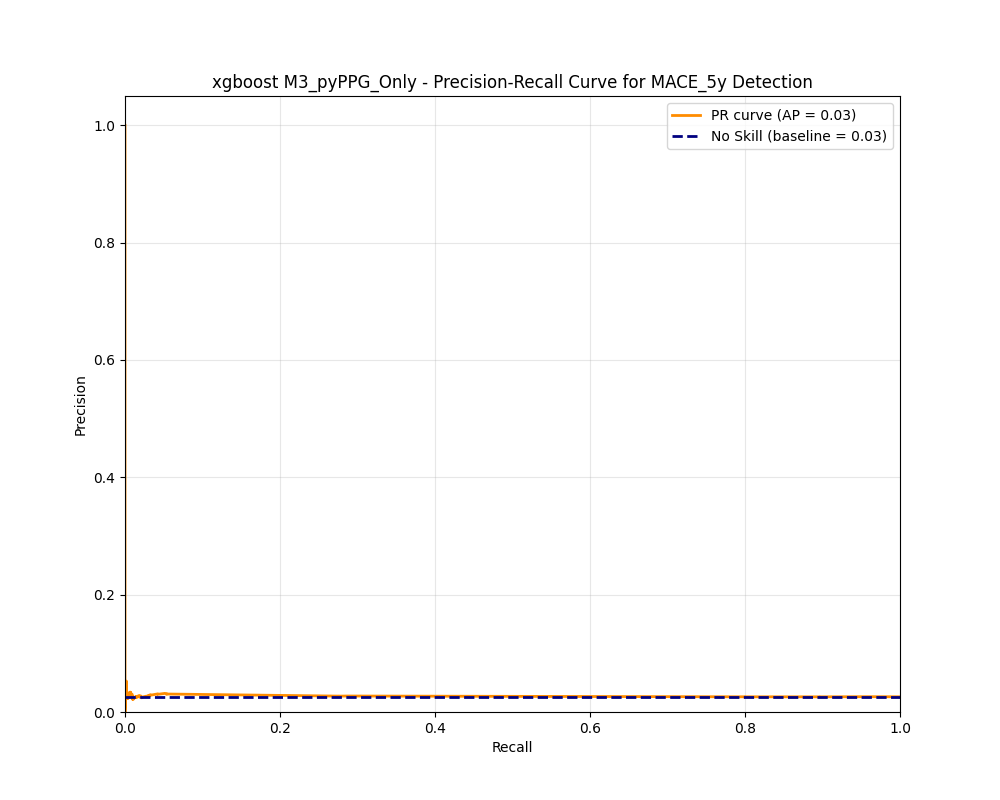 xgboost M3_pyPPG_Only - Precision-Recall Curve for MACE_5y Detection
PR curve (AP = 0.03)
No Skill (baseline = 0.03)
1.0
0.8
0.6
0.4
0.2
0.0
Precision
0.0 0.2 0.4 0.6 0.8 1.0
Recall